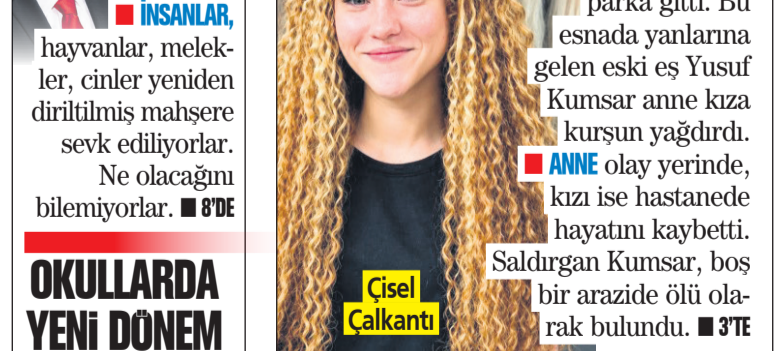 ■ İNSANLAR,
hayvanlar, melek-
ler, cinler yeniden
diriltilmiş mahşere
sevk ediliyorlar.
Ne olacağını
bilemiyorlar. ■ 8’DE
OKULLARDA
YENİ DÖNEM
Çisel
Çalkantı
parka gitti. Bu
esnada yanlarına
gelen eski eş Yusuf
Kumsar anne kıza
kurşun yağdırdı.
■ ANNE olay yerinde,
kızı ise hastanede
hayatını kaybetti.
Saldırgan Kumsar, boş
bir arazide ölü ola-
rak bulundu. ■ 3’TE